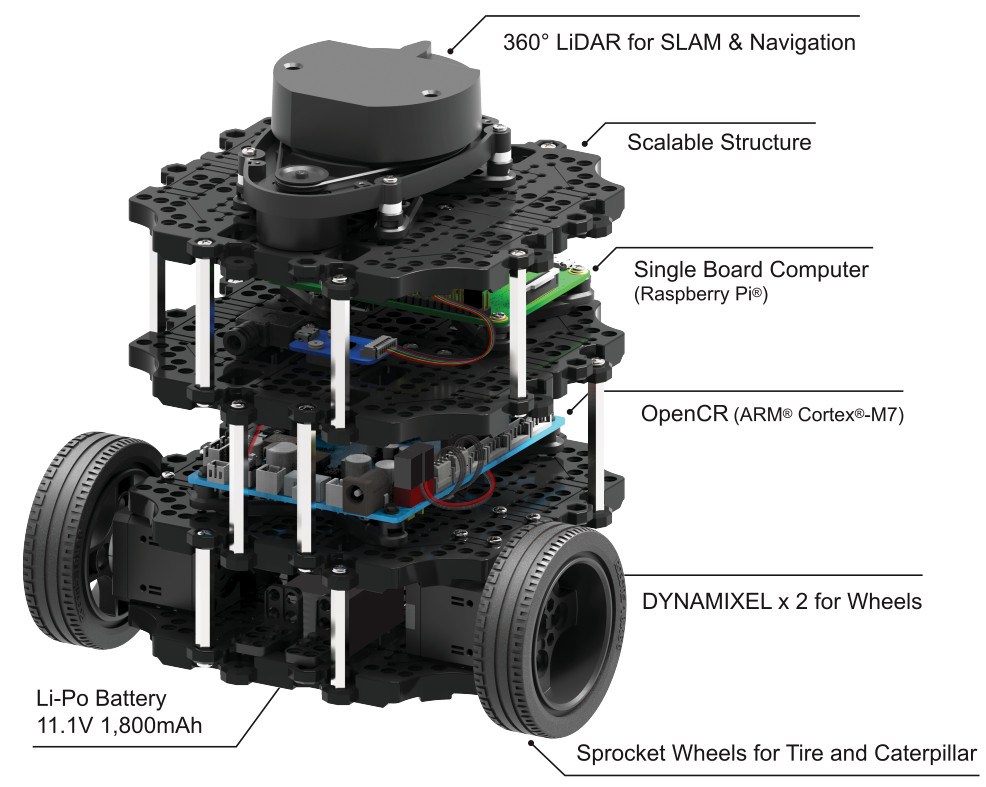 360° LiDAR for SLAM & Navigation
Scalable Structure
Single Board Computer
(Raspberry Pi®)
OpenCR (ARM® Cortex®-M7)
DYNAMIXEL x 2 for Wheels
Li-Po Battery
11.1V 1,800mAh
Sprocket Wheels for Tire and Caterpillar